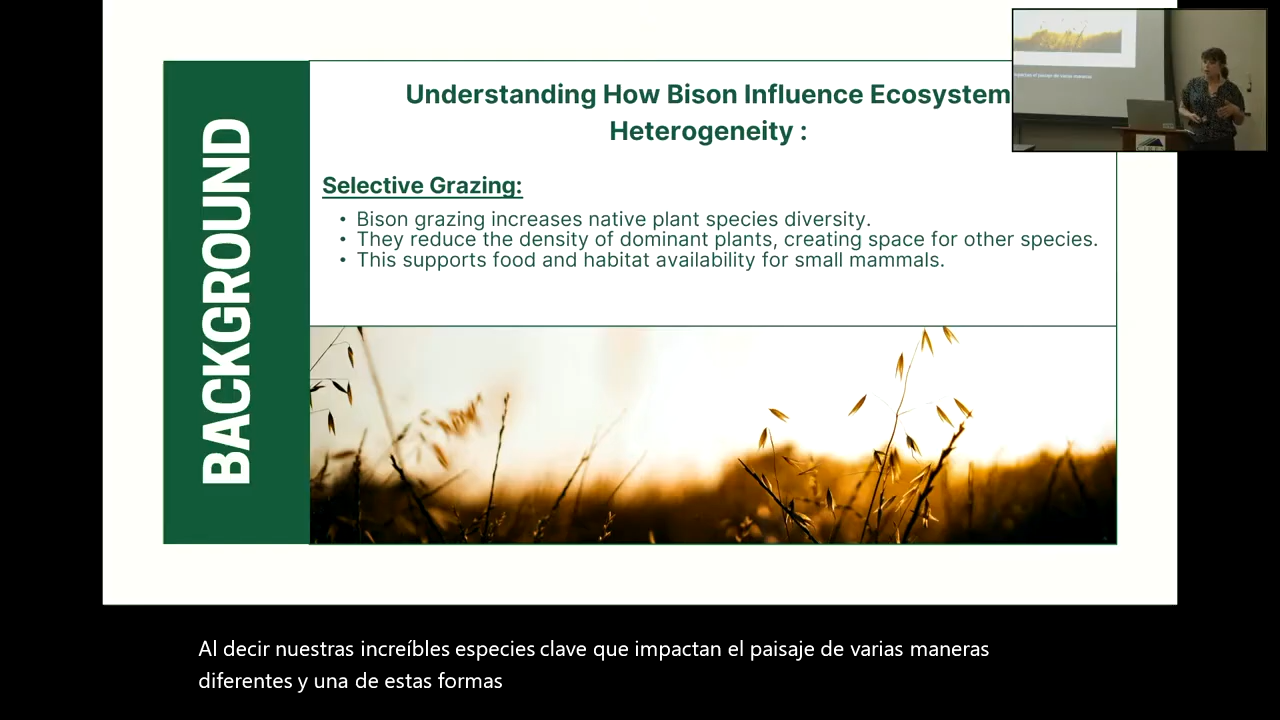 BACKGROUND
Understanding How Bison Influence Ecosystem
Heterogeneity :
Selective Grazing:
• Bison grazing increases native plant species diversity.
• They reduce the density of dominant plants, creating space for other species.
• This supports food and habitat availability for small mammals.
Al decir nuestras increíbles especies clave que impactan el paisaje de varias maneras
diferentes y una de estas formas